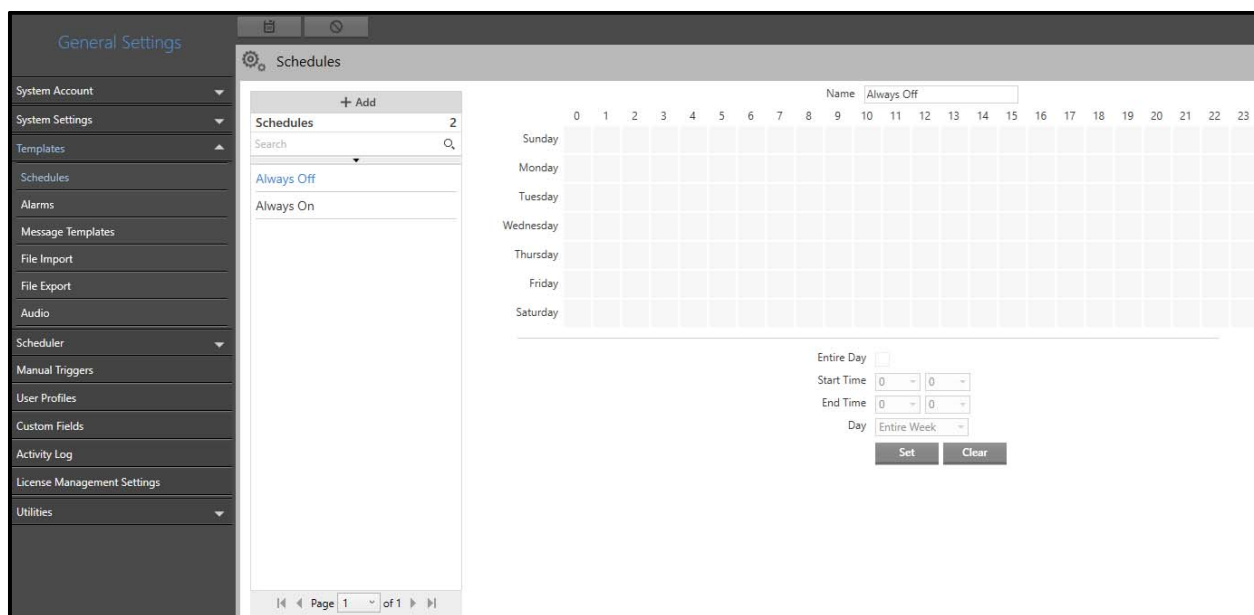 General Settings
System Account
System Settings
Templates
Schedules
Alarms
Message Templates
File Import
File Export
Audio
Scheduler
Manual Triggers
User Profiles
Custom Fields
Activity Log
License Management Settings
Utilities
Schedules
+ Add
Schedules 2
Search
Always Off
Always On
Page 1 of 1
Name Always Off
0 1 2 3 4 5 6 7 8 9 10 11 12 13 14 15 16 17 18 19 20 21 22 23
Sunday
Monday
Tuesday
Wednesday
Thursday
Friday
Saturday
Entire Day
Start Time 0 0
End Time 0 0
Day Entire Week
Set Clear